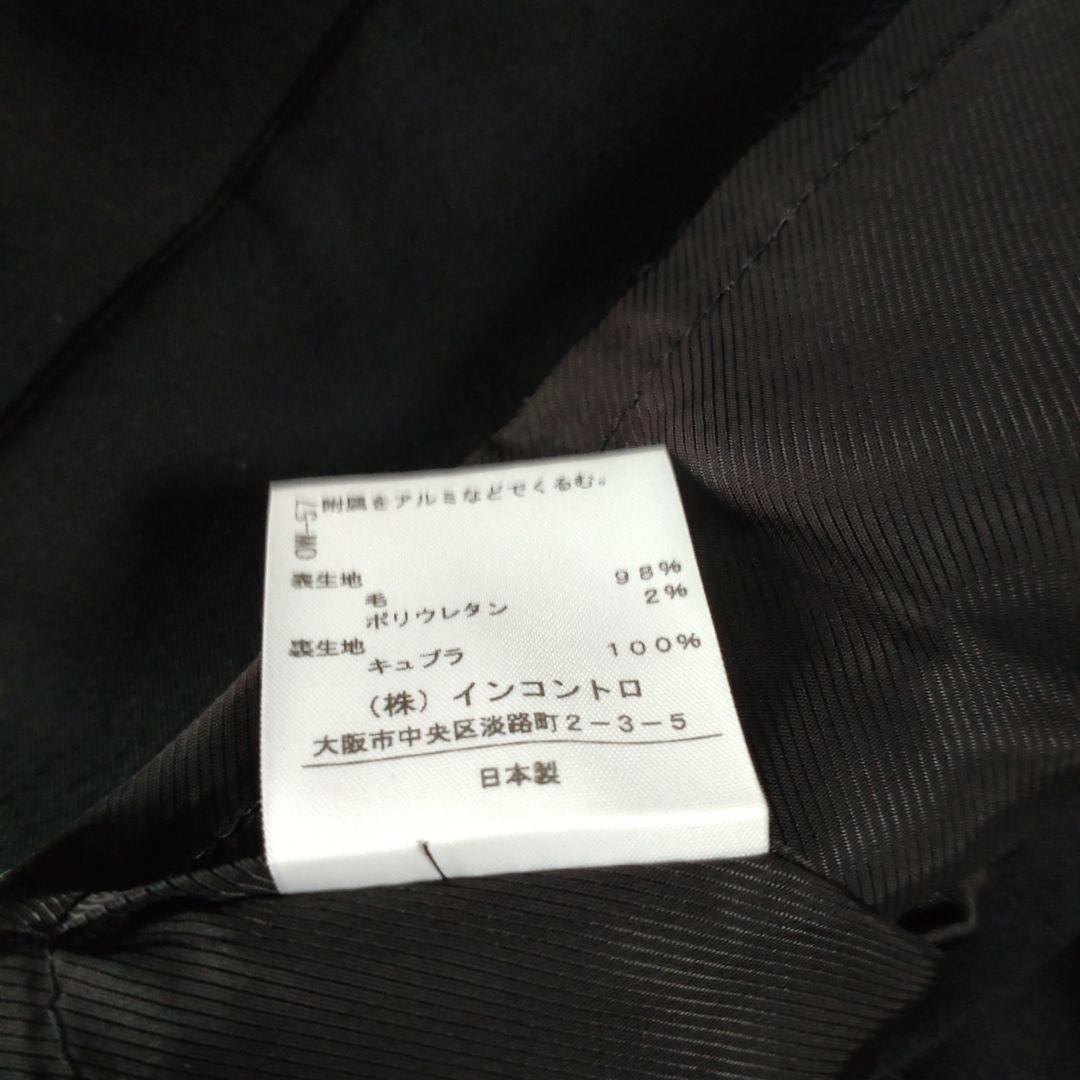 附属をアルミなどでくるむ。
OW-57
表生地
毛 98%
ポリウレタン 2%
裏生地
キュプラ 100%
(株)インコントロ
大阪市中央区淡路町2-3-5
日本製